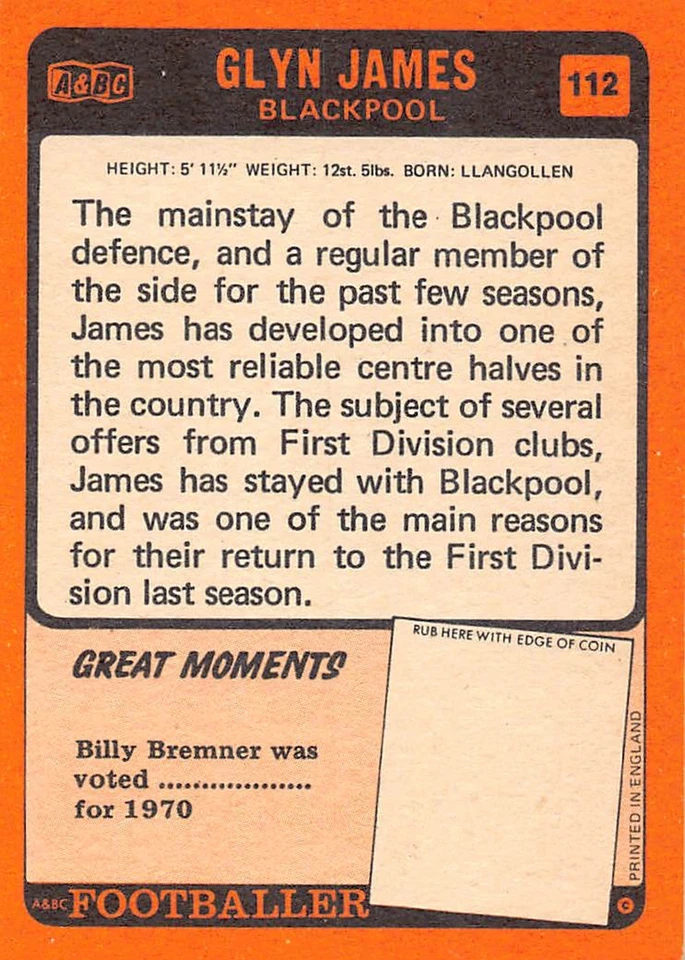 A&BC
GLYN JAMES
BLACKPOOL
112
HEIGHT: 5' 11½" WEIGHT: 12st. 5lbs. BORN: LLANGOLLEN
The mainstay of the Blackpool
defence, and a regular member of
the side for the past few seasons,
James has developed into one of
the most reliable centre halves in
the country. The subject of several
offers from First Division clubs,
James has stayed with Blackpool,
and was one of the main reasons
for their return to the First Divi-
sion last season.
GREAT MOMENTS
Billy Bremner was
voted ...................
for 1970
RUB HERE WITH EDGE OF COIN
PRINTED IN ENGLAND
A&BC FOOTBALLER
©